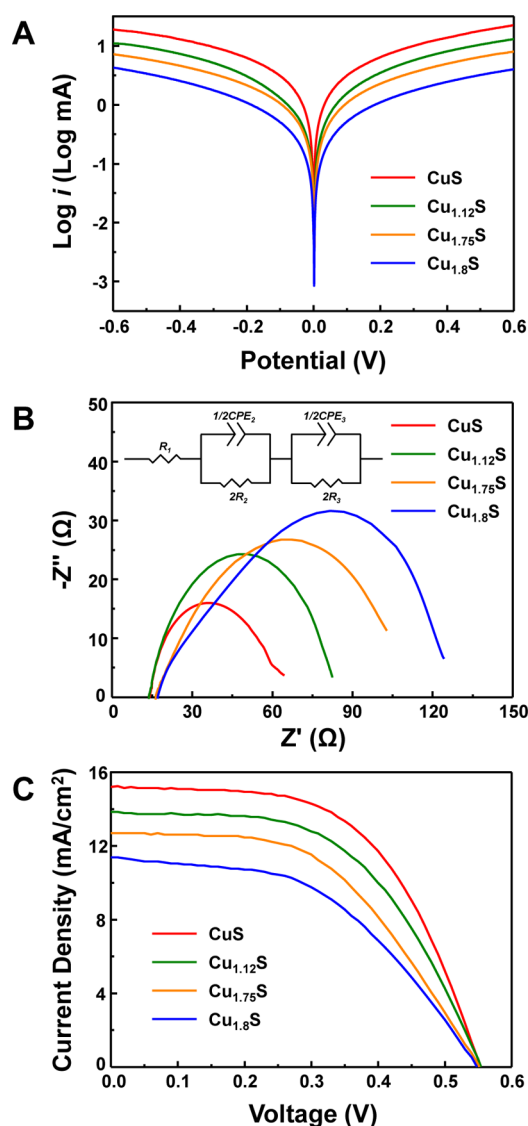 A
Log i (Log mA)
1
0
-1
-2
-3
CuS
Cu1.12S
Cu1.75S
Cu1.8S
-0.6 -0.4 -0.2 0.0 0.2 0.4 0.6
Potential (V)
B
-Z'' (Ω)
50
40
30
20
10
0
R1
1/2CPE2
1/2CPE3
2R2
2R3
CuS
Cu1.12S
Cu1.75S
Cu1.8S
0 30 60 90 120 150
Z' (Ω)
C
Current Density (mA/cm²)
16
12
8
4
0
CuS
Cu1.12S
Cu1.75S
Cu1.8S
0.0 0.1 0.2 0.3 0.4 0.5 0.6
Voltage (V)